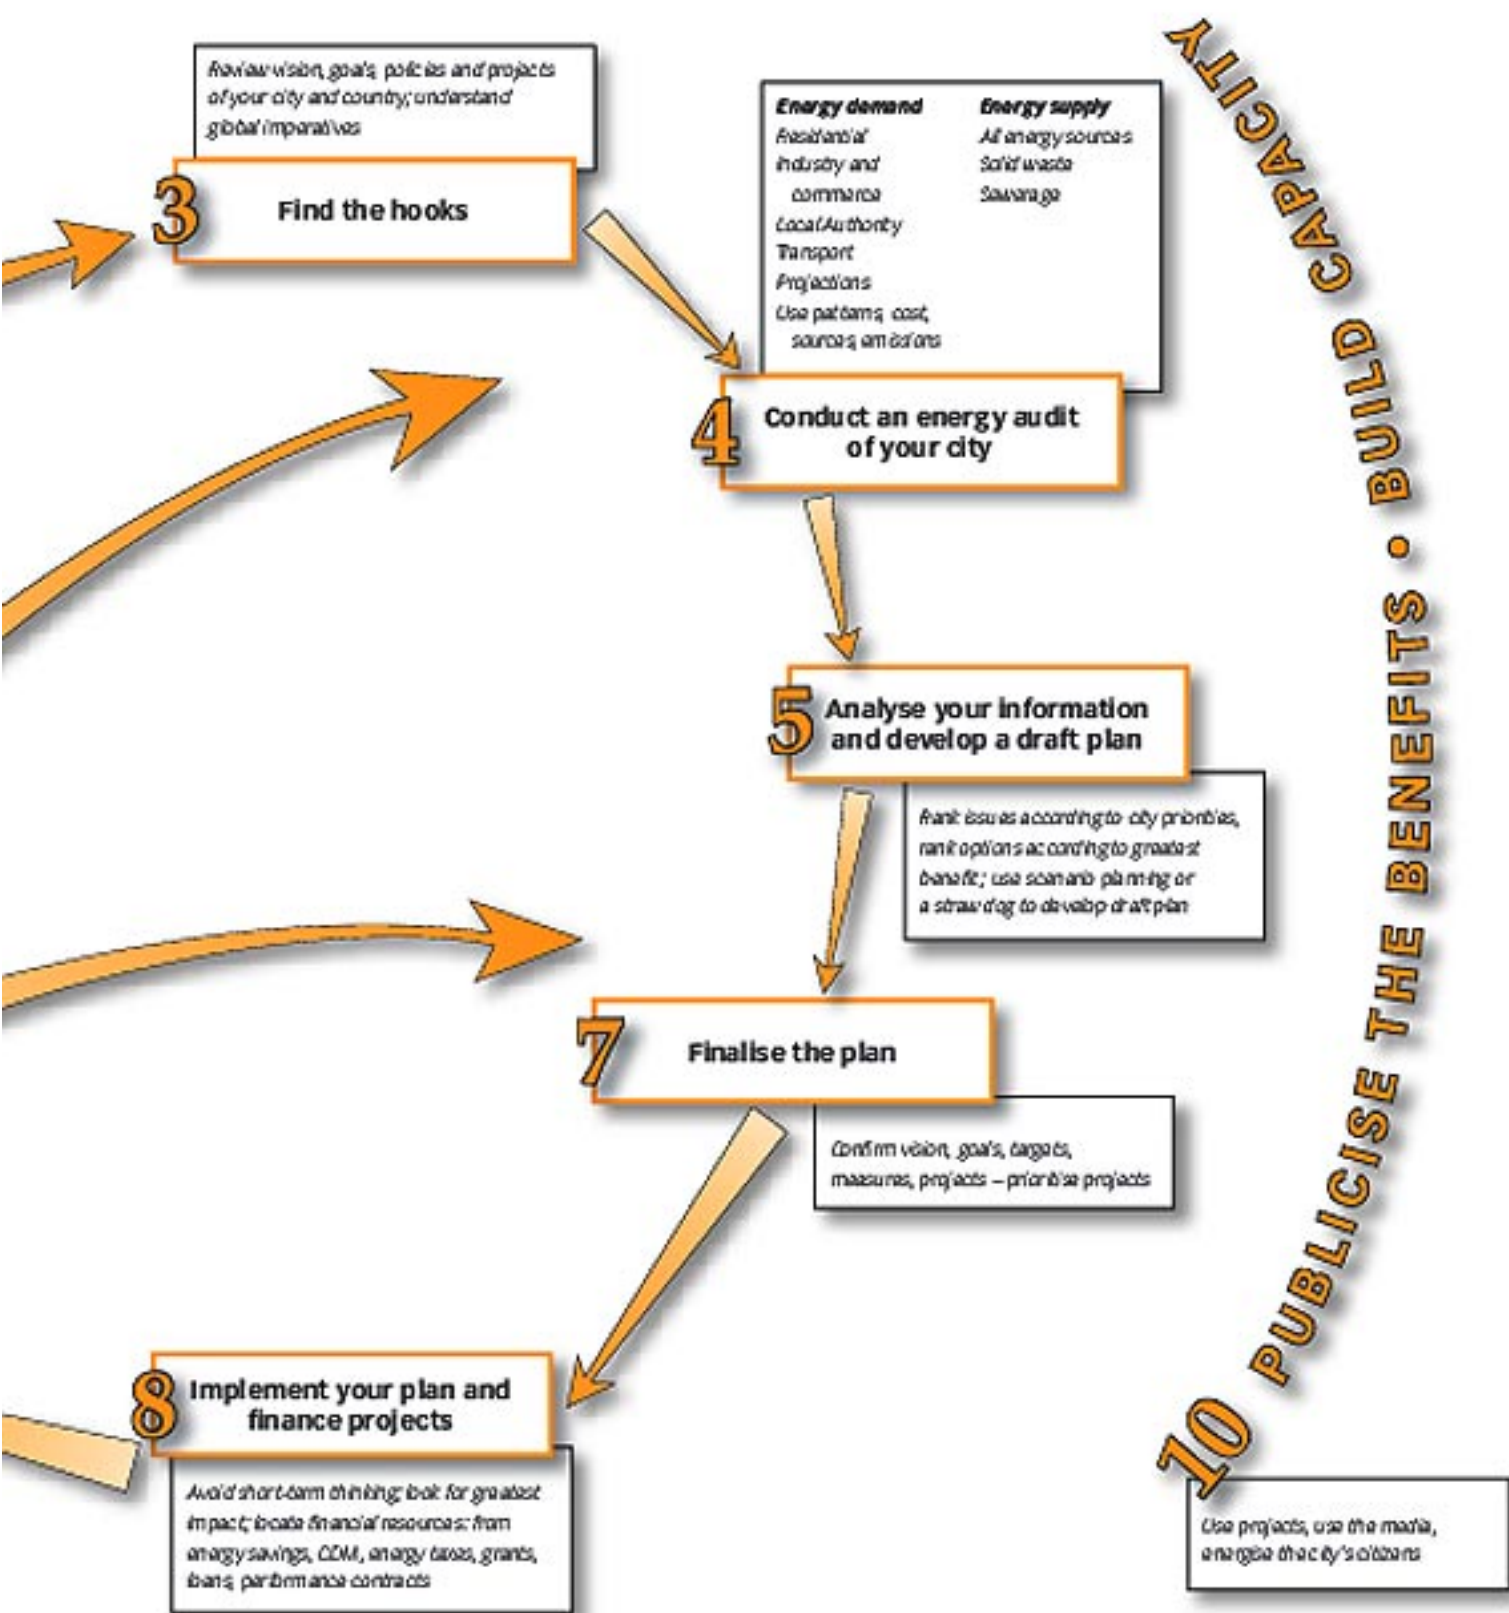 Review vision, goals, policies and projects
of your city and country; understand
global imperatives
3
Find the hooks
Energy demand
Residential
Industry and
commerce
Local Authority
Transport
Projections
Use patterns, cost,
sources, emissions
Energy supply
All energy sources
Solid waste
Sewerage
4
Conduct an energy audit
of your city
5
Analyse your information
and develop a draft plan
Rank issues according to city priorities,
rank options according to greatest
benefit; use scenario planning or
a straw dog to develop draft plan
7
Finalise the plan
Confirm vision, goals, targets,
measures, projects – prioritise projects
8
Implement your plan and
finance projects
Avoid short-term thinking; look for greatest
impact; locate financial resources: from
energy savings, CDM, energy taxes, grants,
loans, performance contracts
10 PUBLICISE THE BENEFITS • BUILD CAPACITY
Use projects, use the media,
energise the city's citizens